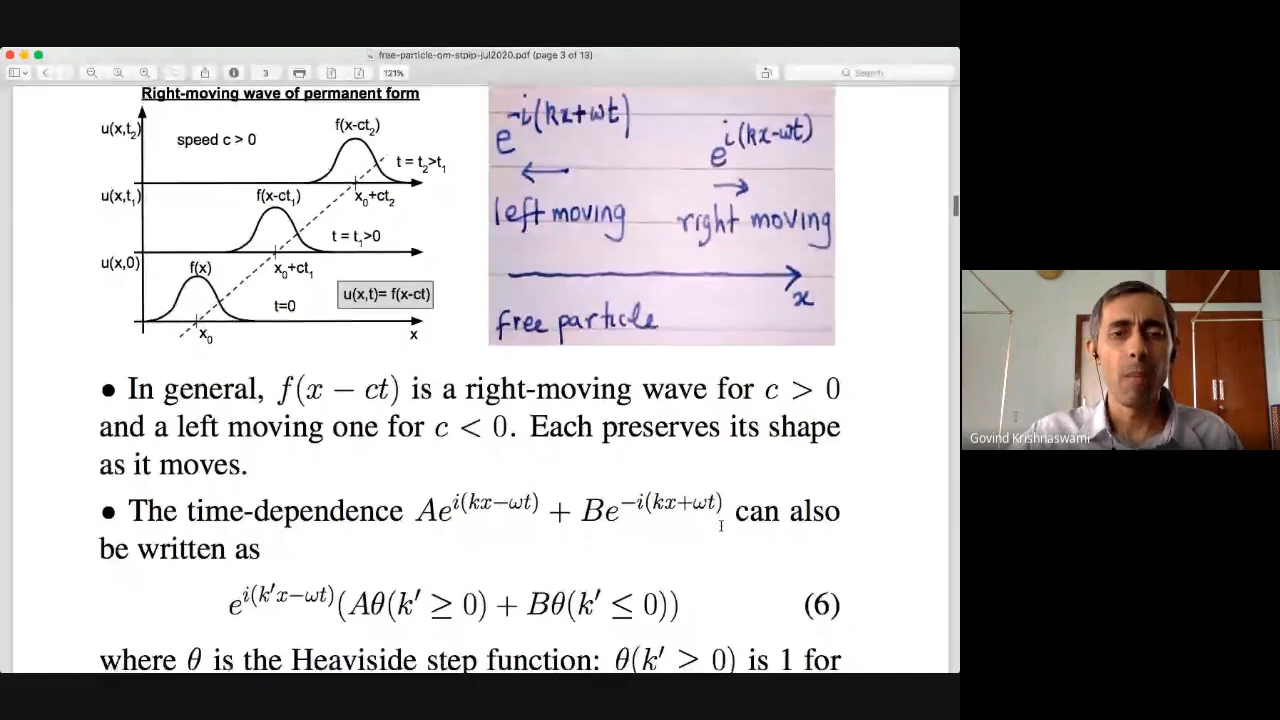 free-particle-qm-stpip-jul2020.pdf (page 3 of 13)
3
121%
Search
Right-moving wave of permanent form
u(x,t₂)
speed c > 0
f(x-ct₂)
t = t₂>t₁
u(x,t₁)
f(x-ct₁)
x₀+ct₂
t = t₁>0
u(x,0)
f(x)
x₀+ct₁
t=0
u(x,t)= f(x-ct)
x₀
x
e^{-i(kx+ωt)}
e^{i(kx-ωt)}
left moving
right moving
x
free particle
• In general, f(x − ct) is a right-moving wave for c > 0
and a left moving one for c < 0. Each preserves its shape
as it moves.
• The time-dependence Ae^{i(kx−ωt)} + Be^{−i(kx+ωt)} can also
be written as
e^{i(k′x−ωt)}(Aθ(k′ ≥ 0) + Bθ(k′ ≤ 0)) (6)
where θ is the Heaviside step function: θ(k′ > 0) is 1 for
Govind Krishnaswami